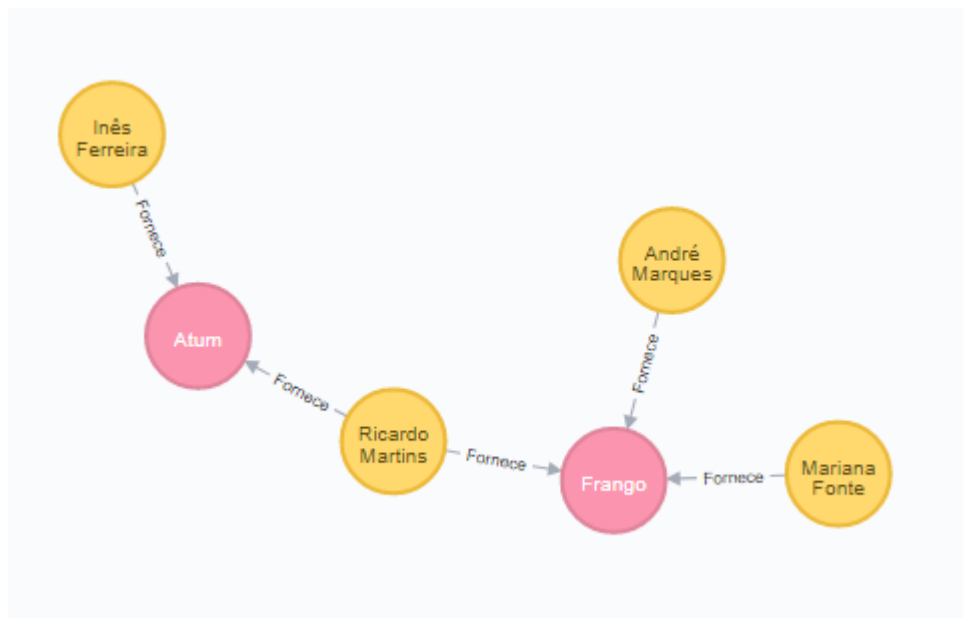 Inês
Ferreira
Fornece
André
Marques
Atum
Fornece
Fornece
Ricardo
Martins
Fornece
Frango
Fornece
Mariana
Fonte